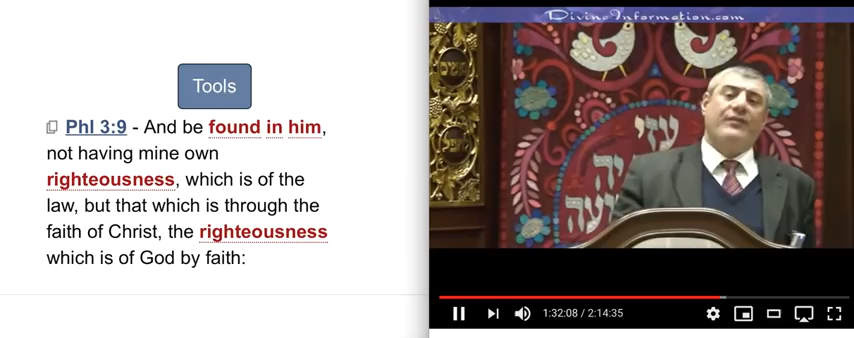 Tools
Phl 3:9 - And be found in him,
not having mine own
righteousness, which is of the
law, but that which is through the
faith of Christ, the righteousness
which is of God by faith:
DivineInformation.com
עזי
יה
1:32:08 / 2:14:35